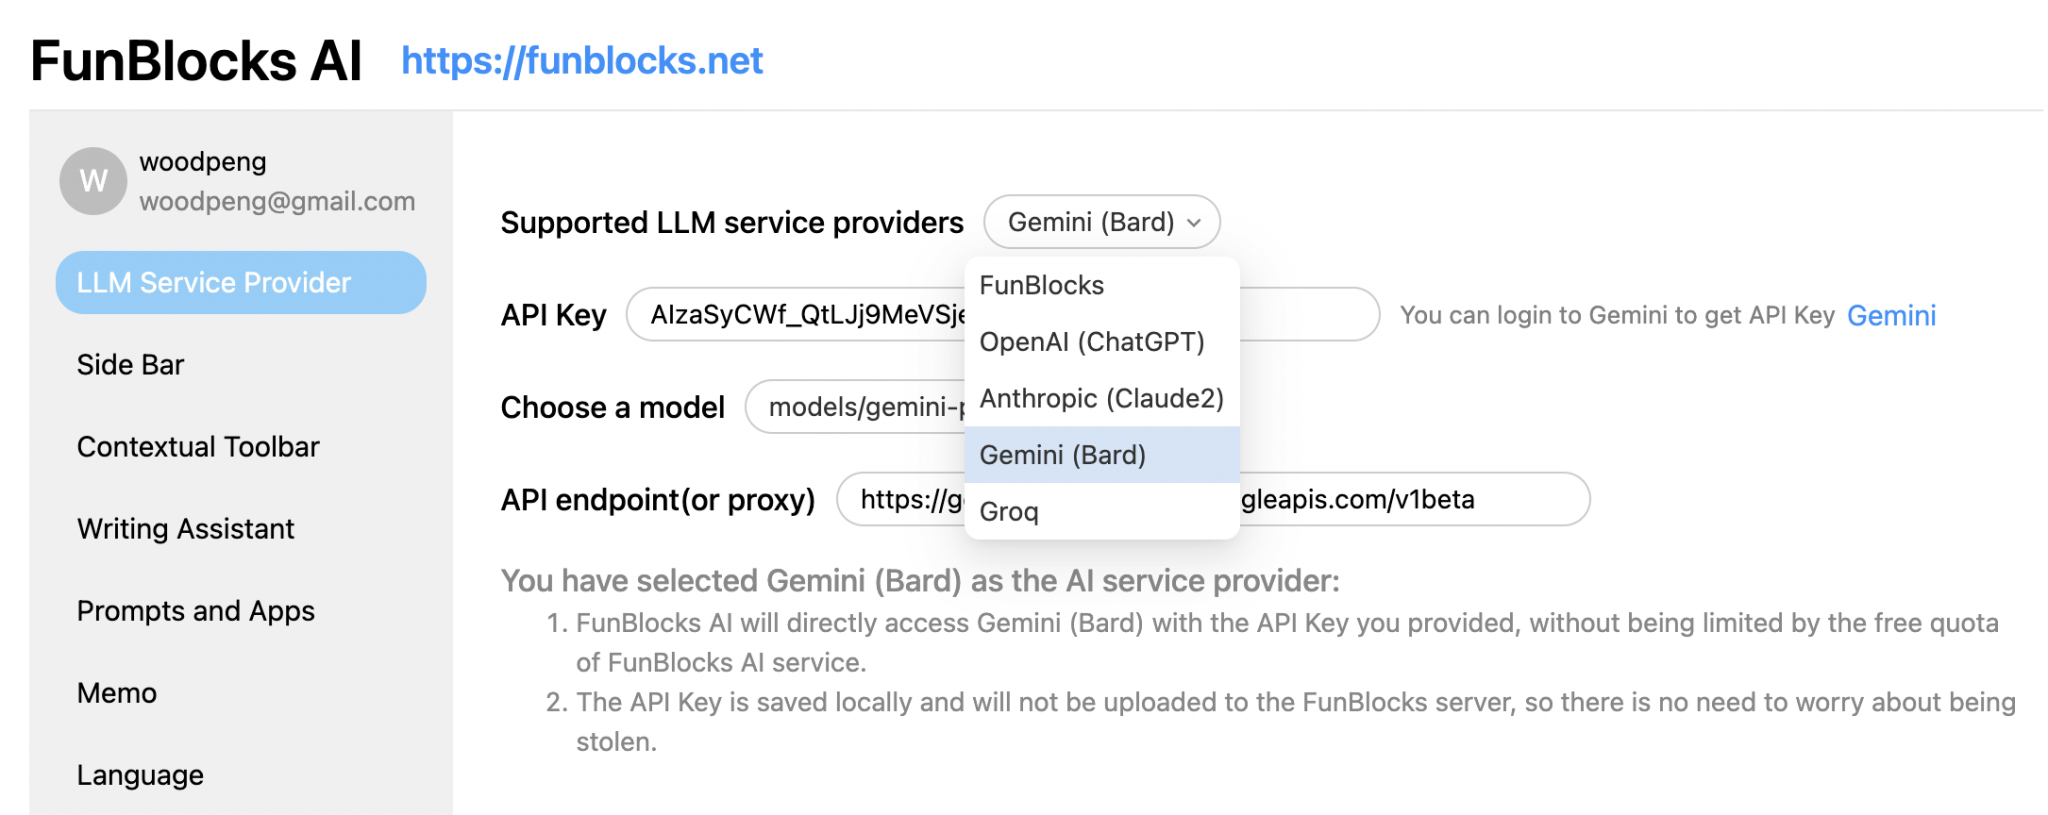 FunBlocks AI https://funblocks.net
W
woodpeng
woodpeng@gmail.com
LLM Service Provider
Side Bar
Contextual Toolbar
Writing Assistant
Prompts and Apps
Memo
Language
Supported LLM service providers Gemini (Bard)
FunBlocks
OpenAI (ChatGPT)
Anthropic (Claude2)
Gemini (Bard)
Groq
API Key AIzaSyCWf_QtLJj9MeVSje You can login to Gemini to get API Key Gemini
Choose a model models/gemini-p
API endpoint(or proxy) https://g gleapis.com/v1beta
You have selected Gemini (Bard) as the AI service provider:
1. FunBlocks AI will directly access Gemini (Bard) with the API Key you provided, without being limited by the free quota
of FunBlocks AI service.
2. The API Key is saved locally and will not be uploaded to the FunBlocks server, so there is no need to worry about being
stolen.